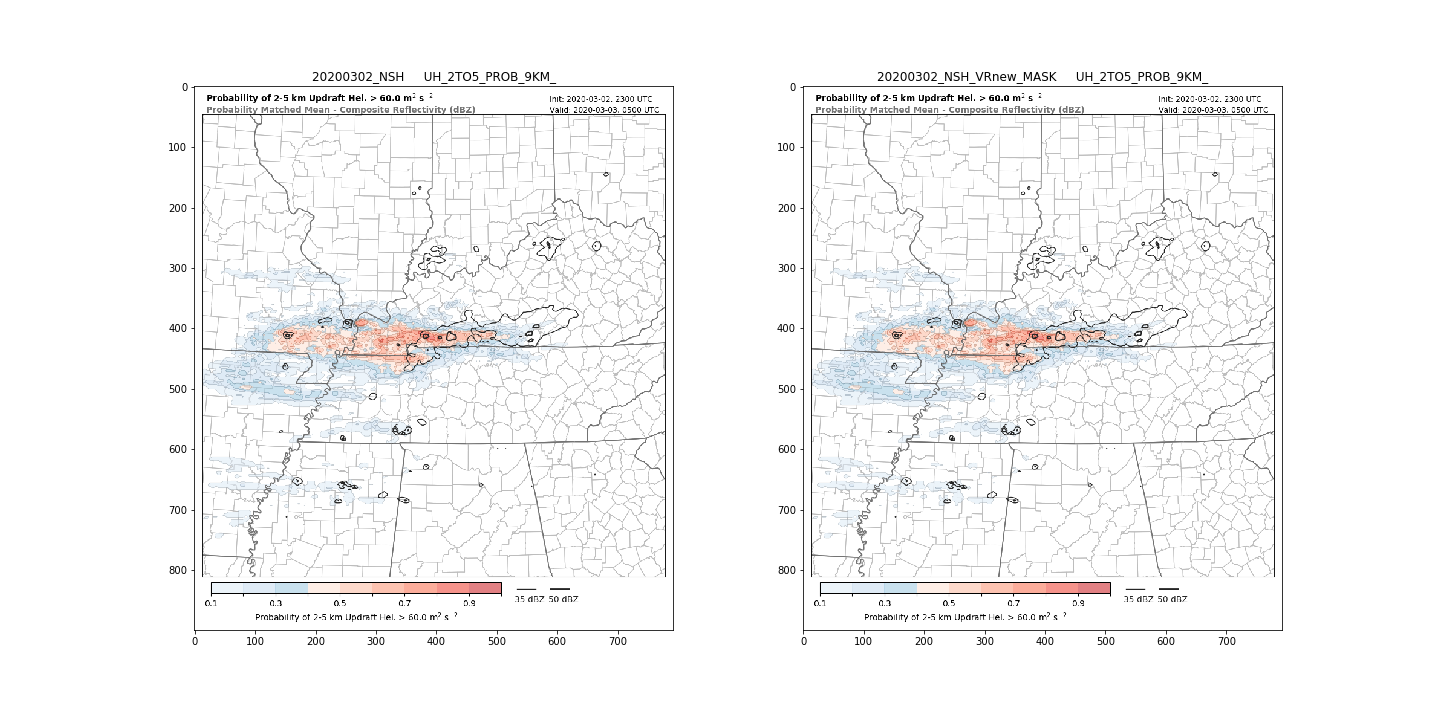 20200302_NSH UH_2TO5_PROB_9KM_
Probability of 2-5 km Updraft Hel. > 60.0 m² s⁻²
Init: 2020-03-02, 2300 UTC
Probability Matched Mean - Composite Reflectivity (dBZ)
Valid: 2020-03-03, 0500 UTC
0
100
200
300
400
500
600
700
800
0.1 0.3 0.5 0.7 0.9
35 dBZ 50 dBZ
Probability of 2-5 km Updraft Hel. > 60.0 m² s⁻²
0 100 200 300 400 500 600 700
20200302_NSH_VRnew_MASK UH_2TO5_PROB_9KM_
Probability of 2-5 km Updraft Hel. > 60.0 m² s⁻²
Init: 2020-03-02, 2300 UTC
Probability Matched Mean - Composite Reflectivity (dBZ)
Valid: 2020-03-03, 0500 UTC
0
100
200
300
400
500
600
700
800
0.1 0.3 0.5 0.7 0.9
35 dBZ 50 dBZ
Probability of 2-5 km Updraft Hel. > 60.0 m² s⁻²
0 100 200 300 400 500 600 700